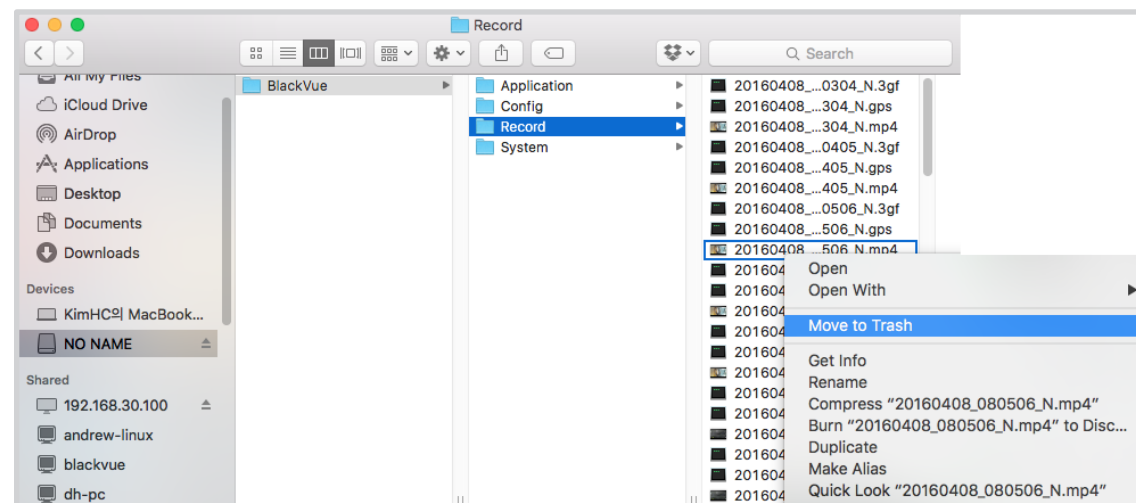 Record
Search
All My Files
iCloud Drive
AirDrop
Applications
Desktop
Documents
Downloads
Devices
KimHC의 MacBook...
NO NAME
Shared
192.168.30.100
andrew-linux
blackvue
dh-pc
BlackVue
Application
Config
Record
System
20160408_...0304_N.3gf
20160408_...304_N.gps
20160408_...304_N.mp4
20160408_...0405_N.3gf
20160408_...405_N.gps
20160408_...405_N.mp4
20160408_...0506_N.3gf
20160408_...506_N.gps
20160408_...506_N.mp4
201604
201604
201604
201604
201604
201604
201604
201604
201604
201604
201604
201604
Open
Open With
Move to Trash
Get Info
Rename
Compress “20160408_080506_N.mp4”
Burn “20160408_080506_N.mp4” to Disc...
Duplicate
Make Alias
Quick Look “20160408_080506_N.mp4”